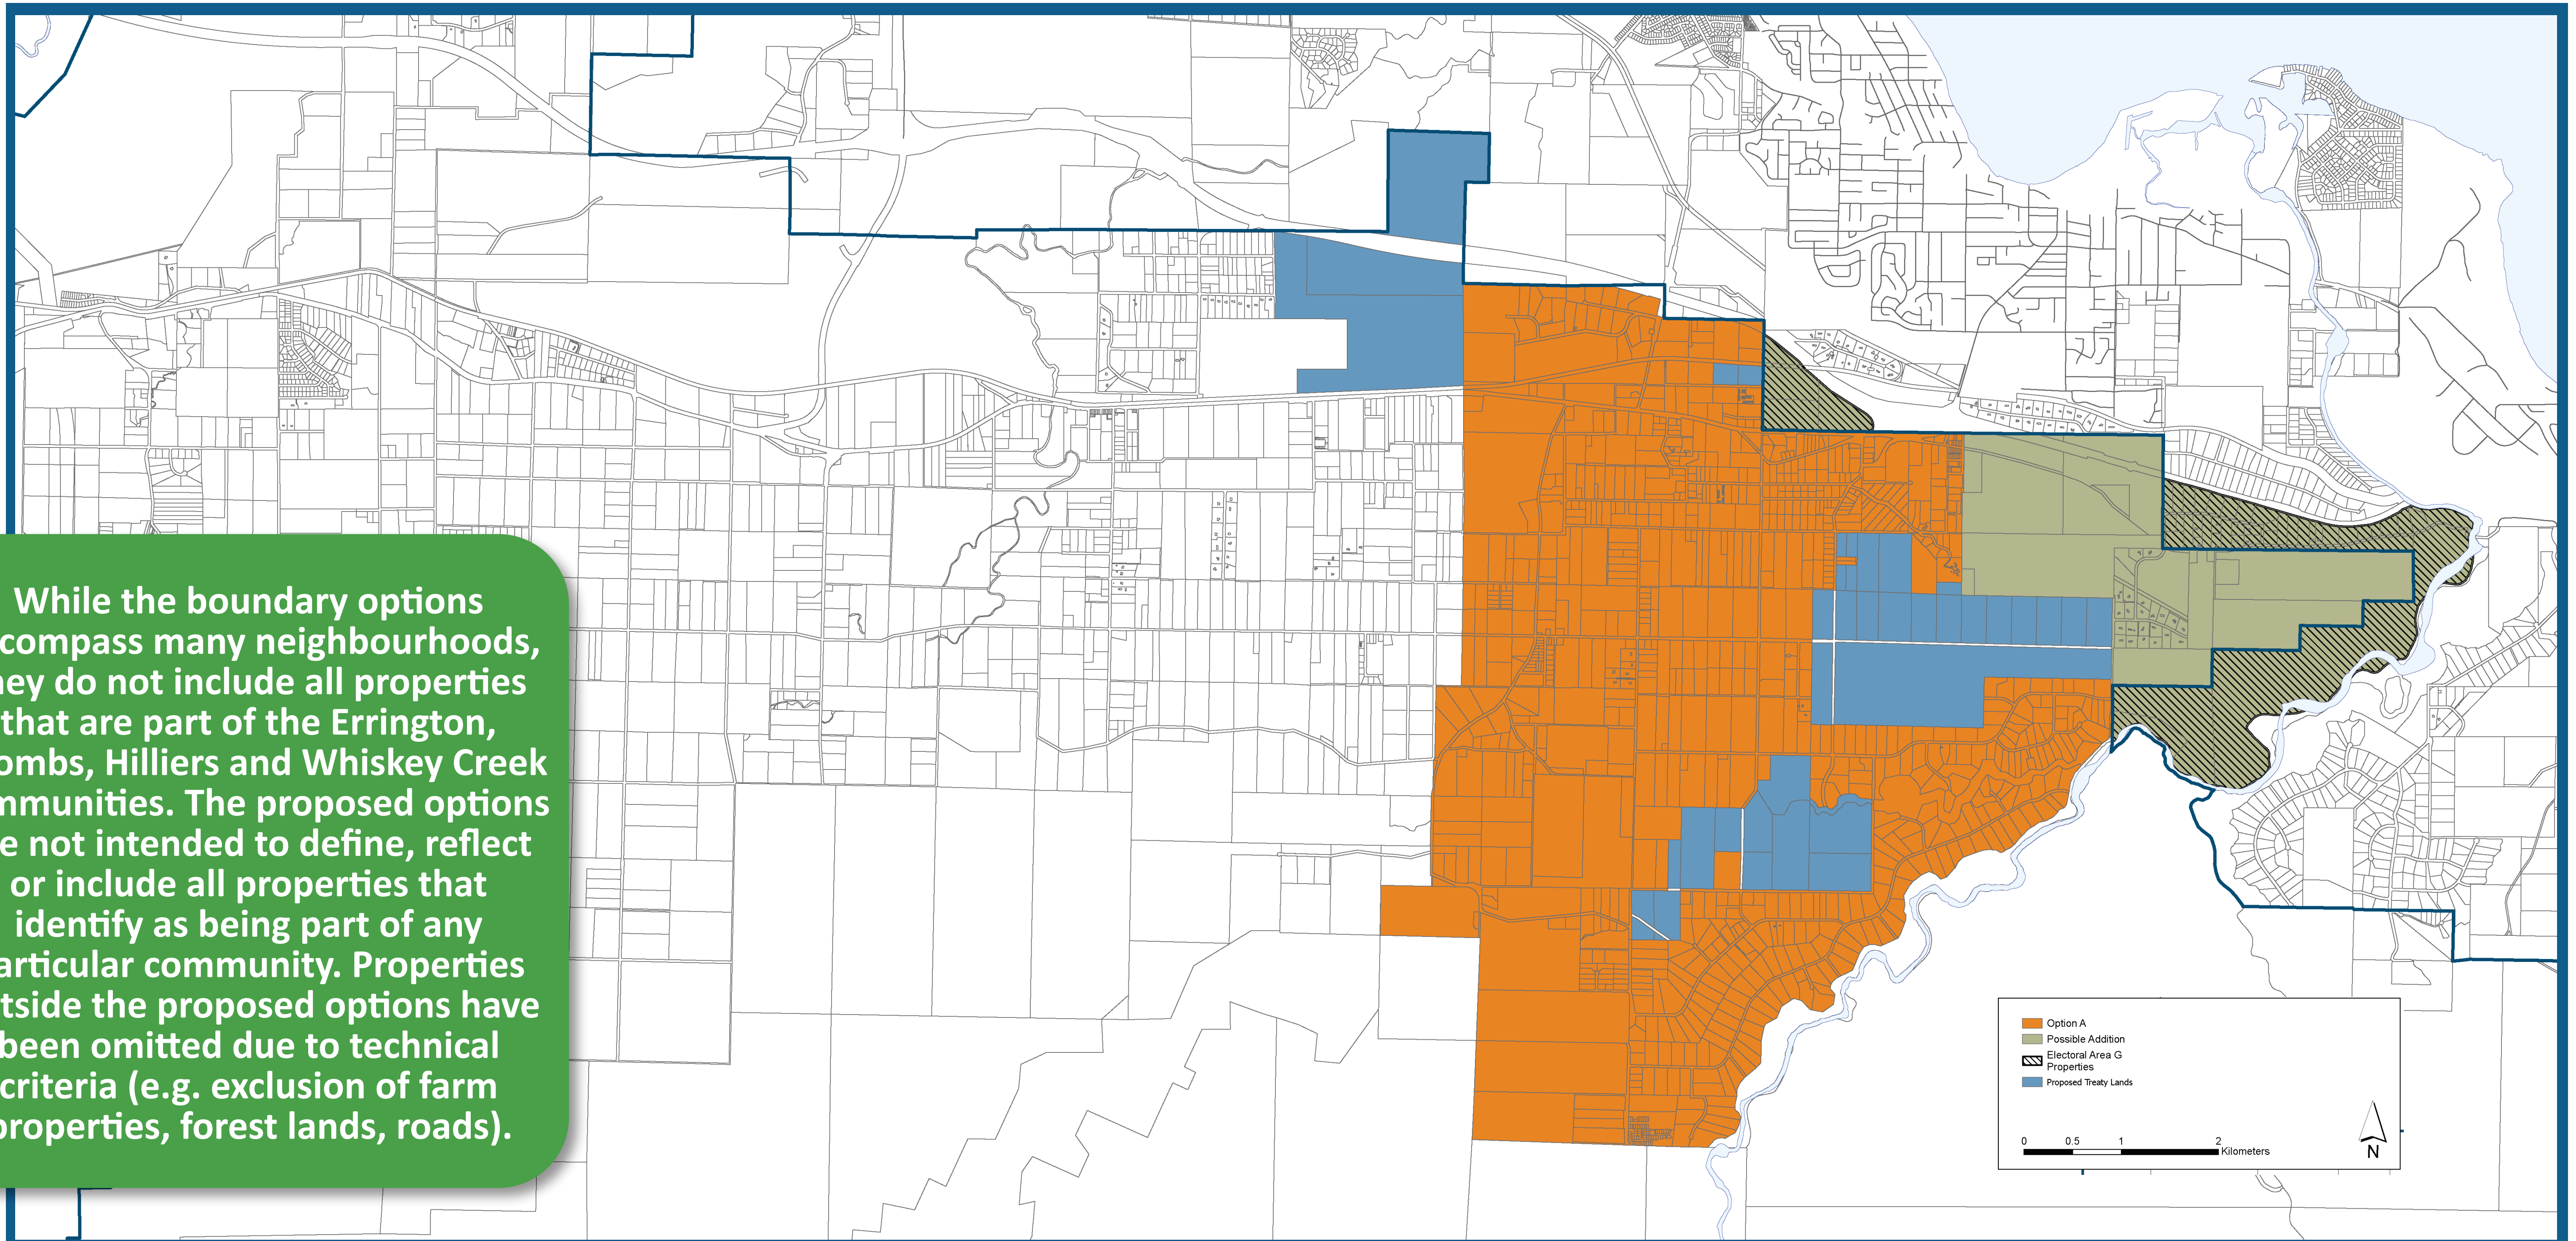 While the boundary options
compass many neighbourhoods,
hey do not include all properties
that are part of the Errington,
ombs, Hilliers and Whiskey Creek
mmunities. The proposed options
e not intended to define, reflect
or include all properties that
identify as being part of any
articular community. Properties
tside the proposed options have
been omitted due to technical
criteria (e.g. exclusion of farm
properties, forest lands, roads).
Option A
Possible Addition
Electoral Area G
Properties
Proposed Treaty Lands
0 0.5 1 2
Kilometers
N